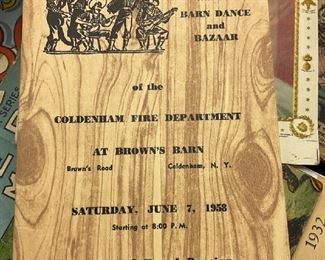 BARN DANCE and
BAZAAR
of the
COLDENHAM FIRE DEPARTMENT
AT BROWN'S BARN
Brown's Road Coldenham, N. Y.
SATURDAY, JUNE 7, 1958
Starting at 8:00 P. M.
SERIES
1932